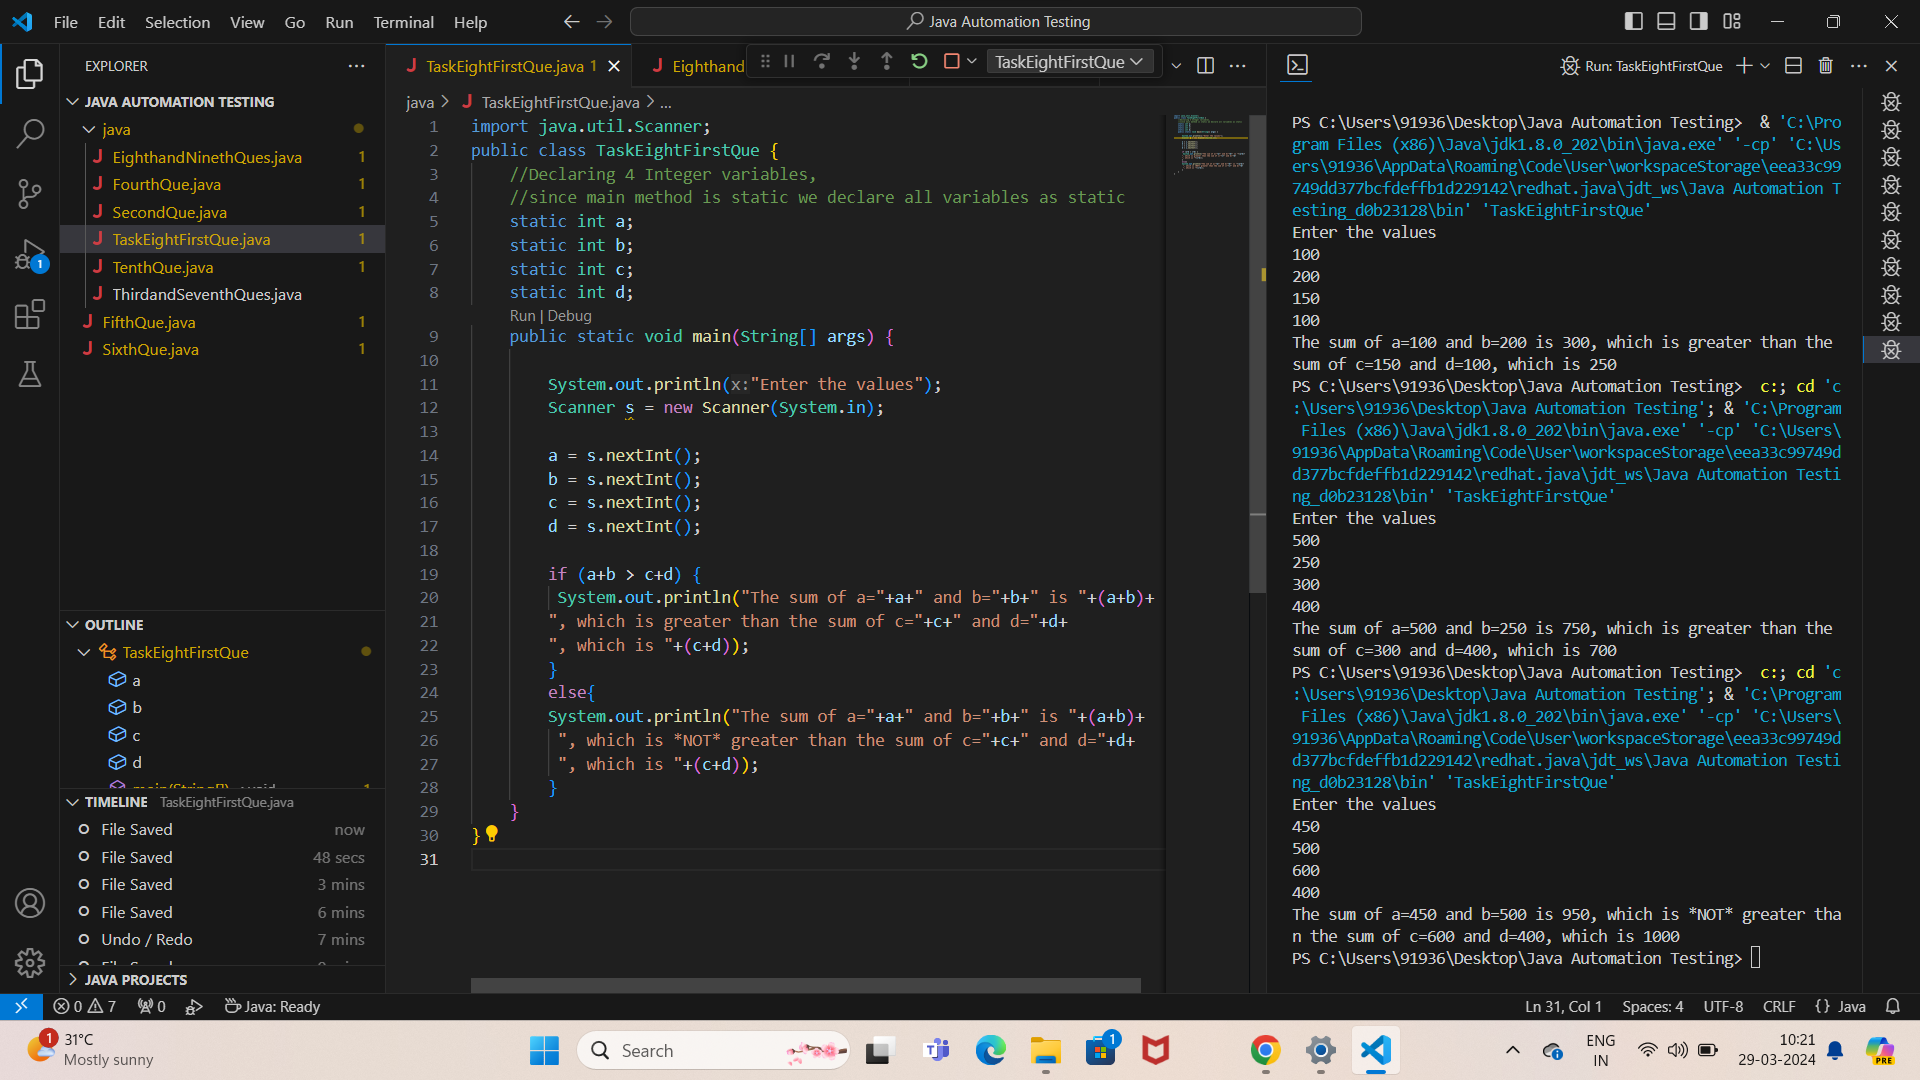 File Edit Selection View Go Run Terminal Help
Java Automation Testing
EXPLORER
JAVA AUTOMATION TESTING
java
EighthandNinethQues.java 1
FourthQue.java 1
SecondQue.java 1
TaskEightFirstQue.java 1
TenthQue.java 1
ThirdandSeventhQues.java
FifthQue.java 1
SixthQue.java 1
1
OUTLINE
TaskEightFirstQue
a
b
c
d
TIMELINE TaskEightFirstQue.java
File Saved now
File Saved 48 secs
File Saved 3 mins
File Saved 6 mins
Undo / Redo 7 mins
JAVA PROJECTS
TaskEightFirstQue.java 1
Eighthand
TaskEightFirstQue
java > TaskEightFirstQue.java > ...
1 import java.util.Scanner;
2 public class TaskEightFirstQue {
3 //Declaring 4 Integer variables,
4 //since main method is static we declare all variables as static
5 static int a;
6 static int b;
7 static int c;
8 static int d;
Run | Debug
9 public static void main(String[] args) {
10
11 System.out.println(x:"Enter the values");
12 Scanner s = new Scanner(System.in);
13
14 a = s.nextInt();
15 b = s.nextInt();
16 c = s.nextInt();
17 d = s.nextInt();
18
19 if (a+b > c+d) {
20 System.out.println("The sum of a="+a+" and b="+b+" is "+(a+b)+
21 ", which is greater than the sum of c="+c+" and d="+d+
22 ", which is "+(c+d));
23 }
24 else{
25 System.out.println("The sum of a="+a+" and b="+b+" is "+(a+b)+
26 ", which is *NOT* greater than the sum of c="+c+" and d="+d+
27 ", which is "+(c+d));
28 }
29 }
30 }
31
Run: TaskEightFirstQue
PS C:\Users\91936\Desktop\Java Automation Testing> & 'C:\Pro
gram Files (x86)\Java\jdk1.8.0_202\bin\java.exe' '-cp' 'C:\Us
ers\91936\AppData\Roaming\Code\User\workspaceStorage\eea33c99
749dd377bcfdeffb1d229142\redhat.java\jdt_ws\Java Automation T
esting_d0b23128\bin' 'TaskEightFirstQue'
Enter the values
100
200
150
100
The sum of a=100 and b=200 is 300, which is greater than the
sum of c=150 and d=100, which is 250
PS C:\Users\91936\Desktop\Java Automation Testing> c:; cd 'c
:\Users\91936\Desktop\Java Automation Testing'; & 'C:\Program
Files (x86)\Java\jdk1.8.0_202\bin\java.exe' '-cp' 'C:\Users\
91936\AppData\Roaming\Code\User\workspaceStorage\eea33c99749d
d377bcfdeffb1d229142\redhat.java\jdt_ws\Java Automation Testi
ng_d0b23128\bin' 'TaskEightFirstQue'
Enter the values
500
250
300
400
The sum of a=500 and b=250 is 750, which is greater than the
sum of c=300 and d=400, which is 700
PS C:\Users\91936\Desktop\Java Automation Testing> c:; cd 'c
:\Users\91936\Desktop\Java Automation Testing'; & 'C:\Program
Files (x86)\Java\jdk1.8.0_202\bin\java.exe' '-cp' 'C:\Users\
91936\AppData\Roaming\Code\User\workspaceStorage\eea33c99749d
d377bcfdeffb1d229142\redhat.java\jdt_ws\Java Automation Testi
ng_d0b23128\bin' 'TaskEightFirstQue'
Enter the values
450
500
600
400
The sum of a=450 and b=500 is 950, which is *NOT* greater tha
n the sum of c=600 and d=400, which is 1000
PS C:\Users\91936\Desktop\Java Automation Testing>
0 7 0 Java: Ready
Ln 31, Col 1 Spaces: 4 UTF-8 CRLF {} Java
1 31°C
Mostly sunny
Search
1
ENG
IN
10:21
29-03-2024
PRE